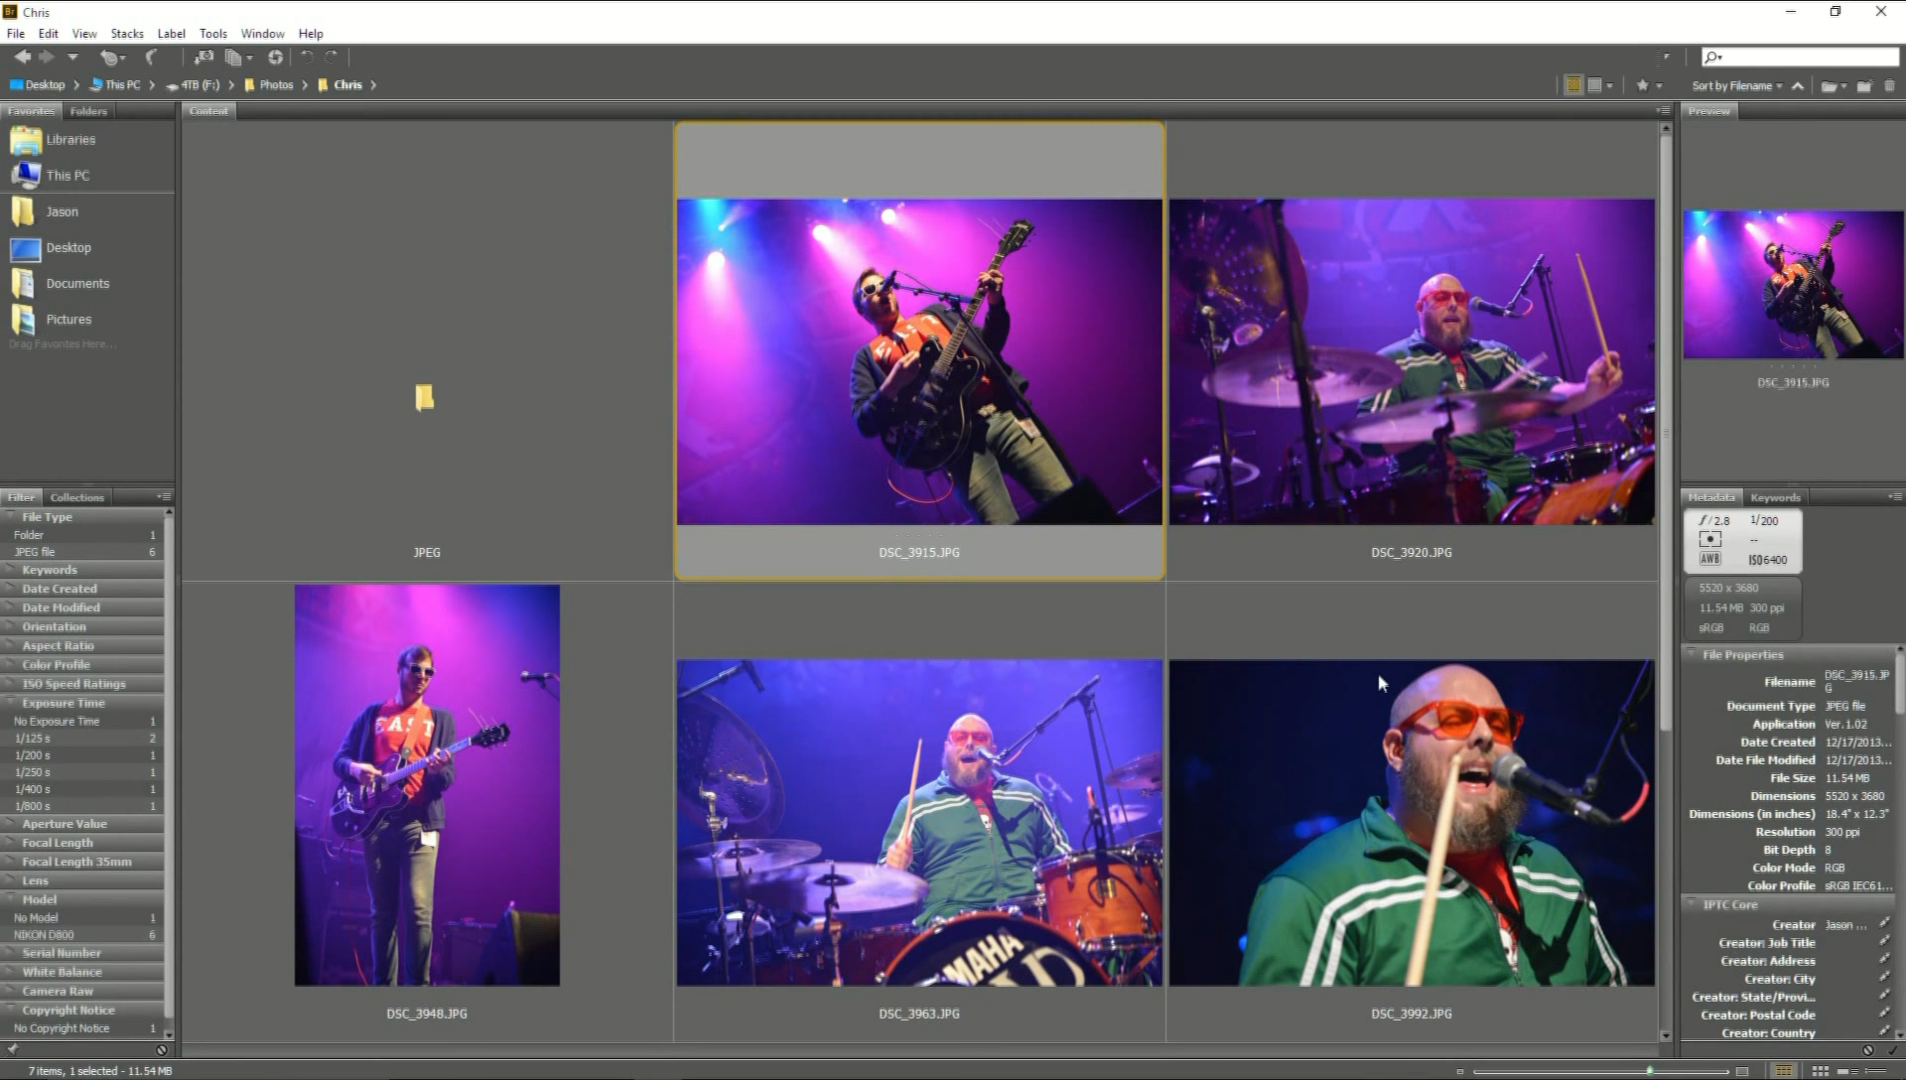 Br Chris
File Edit View Stacks Label Tools Window Help
Desktop This PC 4TB (F:) Photos Chris
Sort by Filename
Favorites Folders
Content
Preview
Libraries
This PC
Jason
Desktop
Documents
Pictures
Drag Favorites Here...
EAST
YAMAHA
JPEG
DSC_3915.JPG
DSC_3920.JPG
DSC_3948.JPG
DSC_3963.JPG
DSC_3992.JPG
DSC_3915.JPG
Filter Collections
File Type
Folder 1
JPEG file 6
Keywords
Date Created
Date Modified
Orientation
Aspect Ratio
Color Profile
ISO Speed Ratings
Exposure Time
No Exposure Time 1
1/125 s 2
1/200 s 1
1/250 s 1
1/400 s 1
1/800 s 1
Aperture Value
Focal Length
Focal Length 35mm
Lens
Model
No Model 1
NIKON D800 6
Serial Number
White Balance
Camera Raw
Copyright Notice
No Copyright Notice 1
Metadata Keywords
f/2.8 1/200
--
AWB ISO6400
5520 x 3680
11.54 MB 300 ppi
sRGB RGB
File Properties
Filename DSC_3915.JP
G
Document Type JPEG file
Application Ver.1.02
Date Created 12/17/2013...
Date File Modified 12/17/2013...
File Size 11.54 MB
Dimensions 5520 x 3680
Dimensions (in inches) 18.4" x 12.3"
Resolution 300 ppi
Bit Depth 8
Color Mode RGB
Color Profile sRGB IEC61...
IPTC Core
Creator Jason ...
Creator: Job Title
Creator: Address
Creator: City
Creator: State/Provi...
Creator: Postal Code
Creator: Country
7 items, 1 selected - 11.54 MB